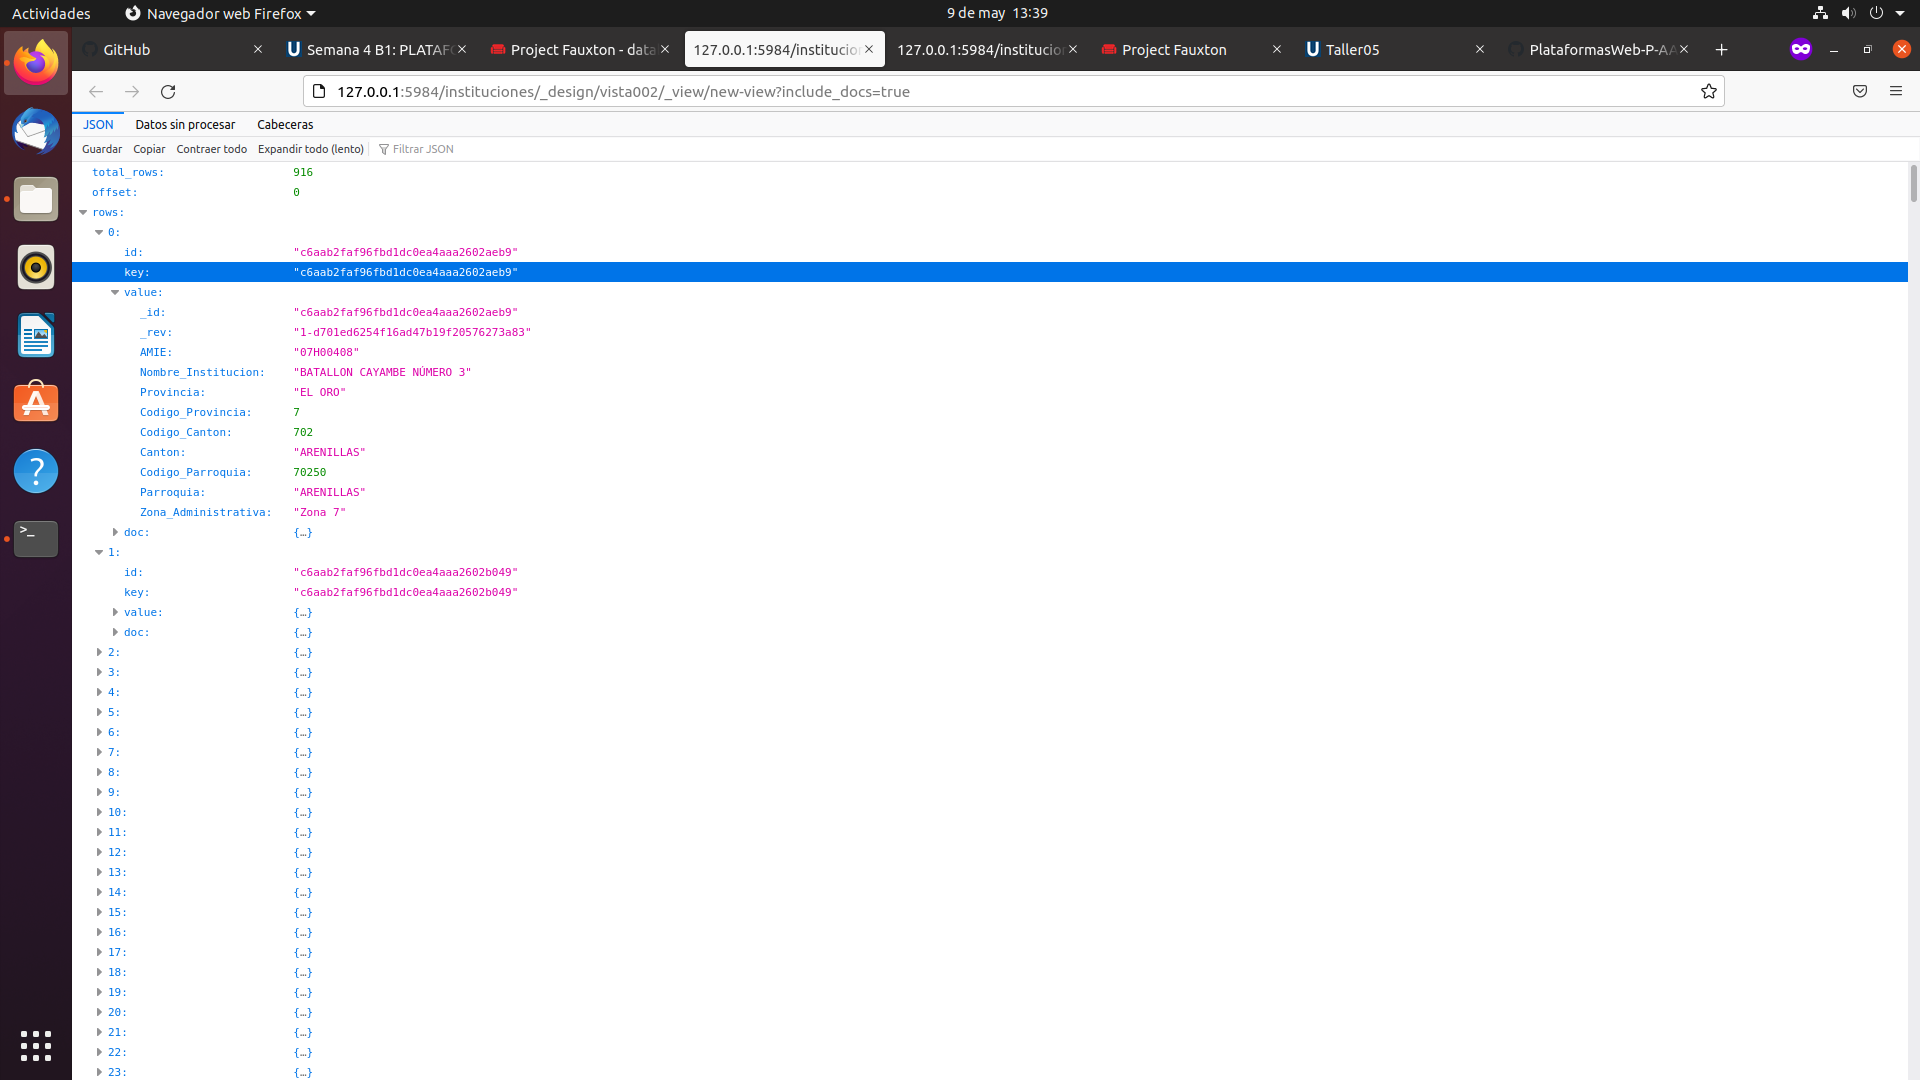 Actividades
Navegador web Firefox
9 de may 13:39
GitHub
Semana 4 B1: PLATAF
Project Fauxton - data
127.0.0.1:5984/institucio
127.0.0.1:5984/institucio
Project Fauxton
Taller05
PlataformasWeb-P-AA
127.0.0.1:5984/instituciones/_design/vista002/_view/new-view?include_docs=true
JSON
Datos sin procesar
Cabeceras
Guardar
Copiar
Contraer todo
Expandir todo (lento)
Filtrar JSON
total_rows: 916
offset: 0
rows:
0:
id: "c6aab2faf96fbd1dc0ea4aaa2602aeb9"
key: "c6aab2faf96fbd1dc0ea4aaa2602aeb9"
value:
_id: "c6aab2faf96fbd1dc0ea4aaa2602aeb9"
_rev: "1-d701ed6254f16ad47b19f20576273a83"
AMIE: "07H00408"
Nombre_Institucion: "BATALLON CAYAMBE NÚMERO 3"
Provincia: "EL ORO"
Codigo_Provincia: 7
Codigo_Canton: 702
Canton: "ARENILLAS"
Codigo_Parroquia: 70250
Parroquia: "ARENILLAS"
Zona_Administrativa: "Zona 7"
doc: {…}
1:
id: "c6aab2faf96fbd1dc0ea4aaa2602b049"
key: "c6aab2faf96fbd1dc0ea4aaa2602b049"
value: {…}
doc: {…}
2: {…}
3: {…}
4: {…}
5: {…}
6: {…}
7: {…}
8: {…}
9: {…}
10: {…}
11: {…}
12: {…}
13: {…}
14: {…}
15: {…}
16: {…}
17: {…}
18: {…}
19: {…}
20: {…}
21: {…}
22: {…}
23: {…}